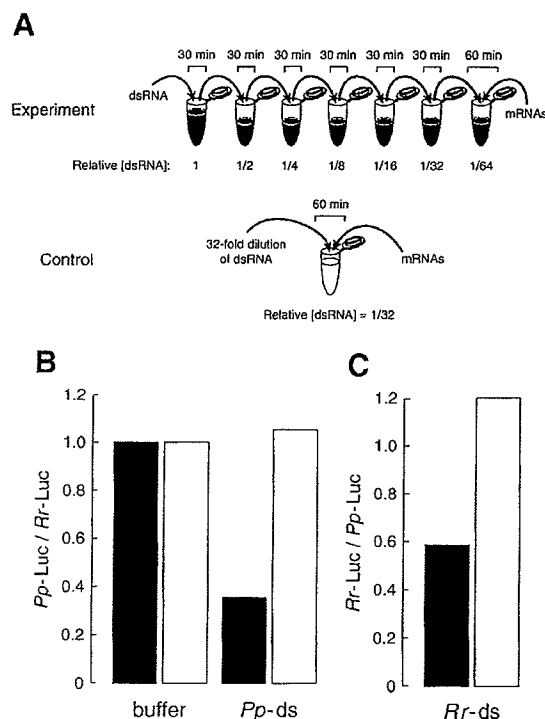 A
30 min 30 min 30 min 30 min 30 min 30 min 60 min
dsRNA
Experiment
mRNAs
Relative [dsRNA]: 1 1/2 1/4 1/8 1/16 1/32 1/64
60 min
Control
32-fold dilution
of dsRNA
mRNAs
Relative [dsRNA] = 1/32
B
Pp-Luc / Rr-Luc
1.2
1.0
0.8
0.6
0.4
0.2
0
buffer Pp-ds
C
Rr-Luc / Pp-Luc
1.2
1.0
0.8
0.6
0.4
0.2
0
Rr-ds